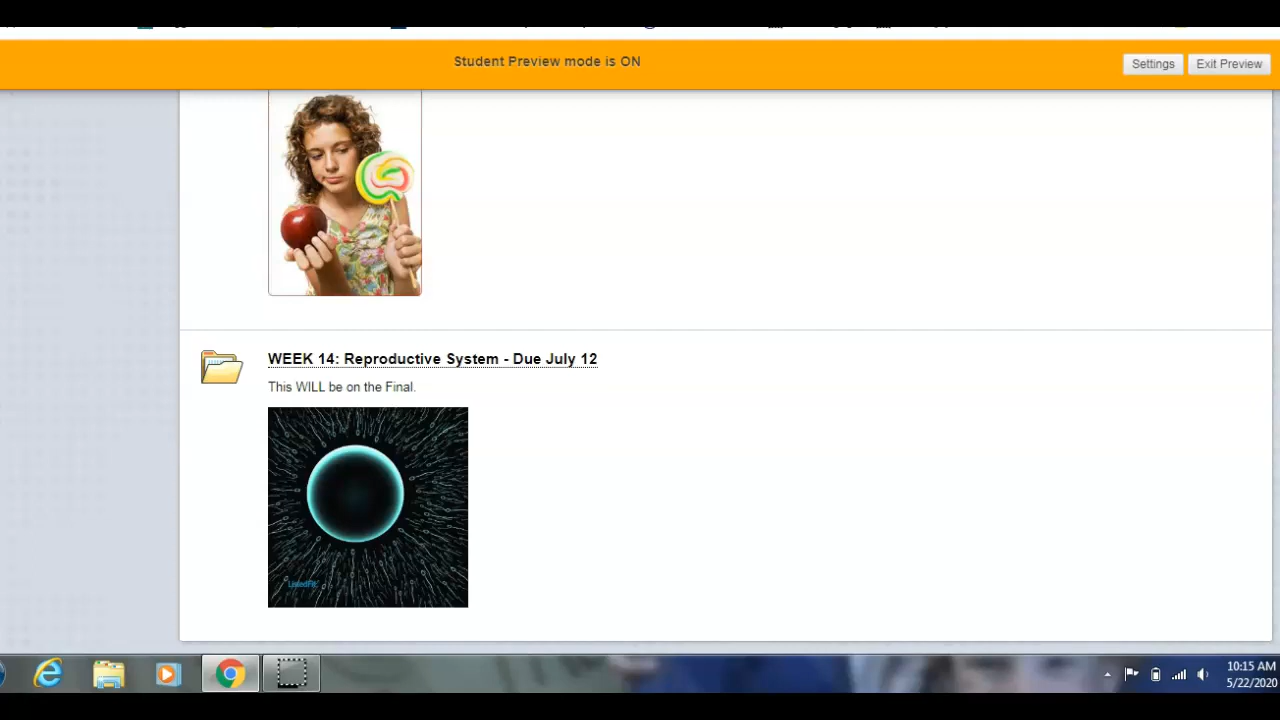 Student Preview mode is ON
Settings
Exit Preview
WEEK 14: Reproductive System - Due July 12
This WILL be on the Final.
10:15 AM
5/22/2020